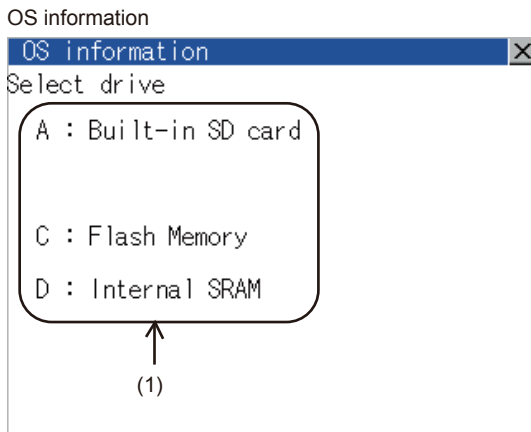 OS information
OS information
Select drive
A : Built-in SD card
C : Flash Memory
D : Internal SRAM
(1)